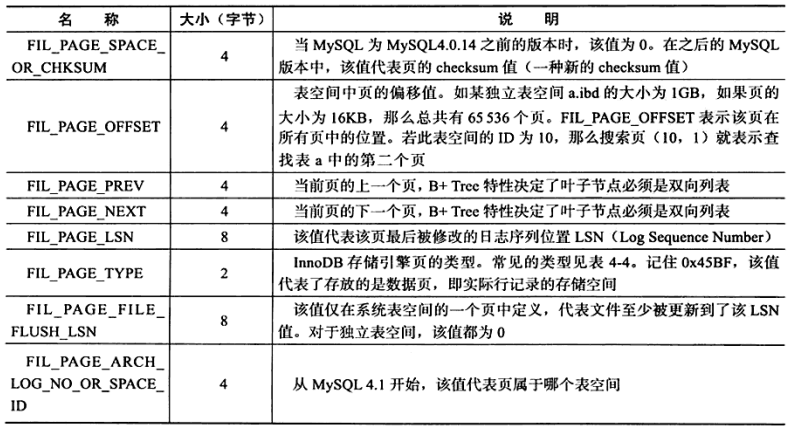 名 称 大小（字节） 说 明
FIL_PAGE_SPACE_
OR_CHKSUM
4
当 MySQL 为 MySQL4.0.14 之前的版本时，该值为 0。在之后的 MySQL
版本中，该值代表页的 checksum 值（一种新的 checksum 值）
FIL_PAGE_OFFSET
4
表空间中页的偏移值。如某独立表空间 a.ibd 的大小为 1GB，如果页的
大小为 16KB，那么总共有 65 536 个页。FIL_PAGE_OFFSET 表示该页在
所有页中的位置。若此表空间的 ID 为 10，那么搜索页（10，1）就表示查
找表 a 中的第二个页
FIL_PAGE_PREV 4 当前页的上一个页，B+ Tree 特性决定了叶子节点必须是双向列表
FIL_PAGE_NEXT 4 当前页的下一个页，B+ Tree 特性决定了叶子节点必须是双向列表
FIL_PAGE_LSN 8 该值代表该页最后被修改的日志序列位置 LSN（Log Sequence Number）
FIL_PAGE_TYPE
2
InnoDB 存储引擎页的类型。常见的类型见表 4-4。记住 0x45BF，该值
代表了存放的是数据页，即实际行记录的存储空间
FIL_PAGE_FILE_
FLUSH_LSN
8
该值仅在系统表空间的一个页中定义，代表文件至少被更新到了该 LSN
值。对于独立表空间，该值都为 0
FIL_PAGE_ARCH_
LOG_NO_OR_SPACE_
ID
4
从 MySQL 4.1 开始，该值代表页属于哪个表空间